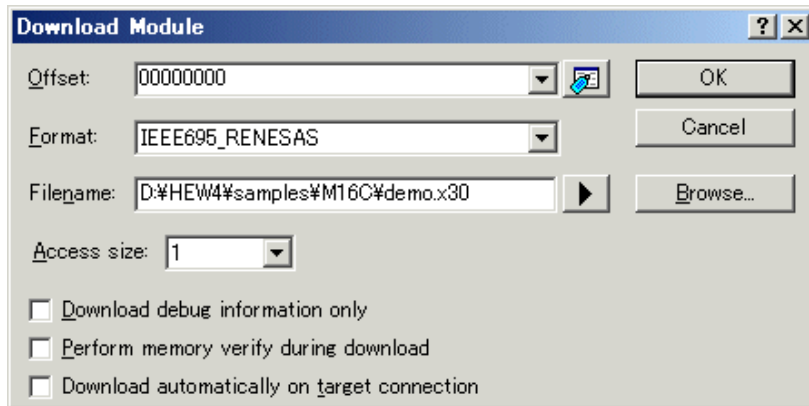 Download Module
Offset: 00000000
OK
Format: IEEE695_RENESAS
Cancel
Filename: D:¥HEW4¥samples¥M16C¥demo.x30
Browse...
Access size: 1
Download debug information only
Perform memory verify during download
Download automatically on target connection